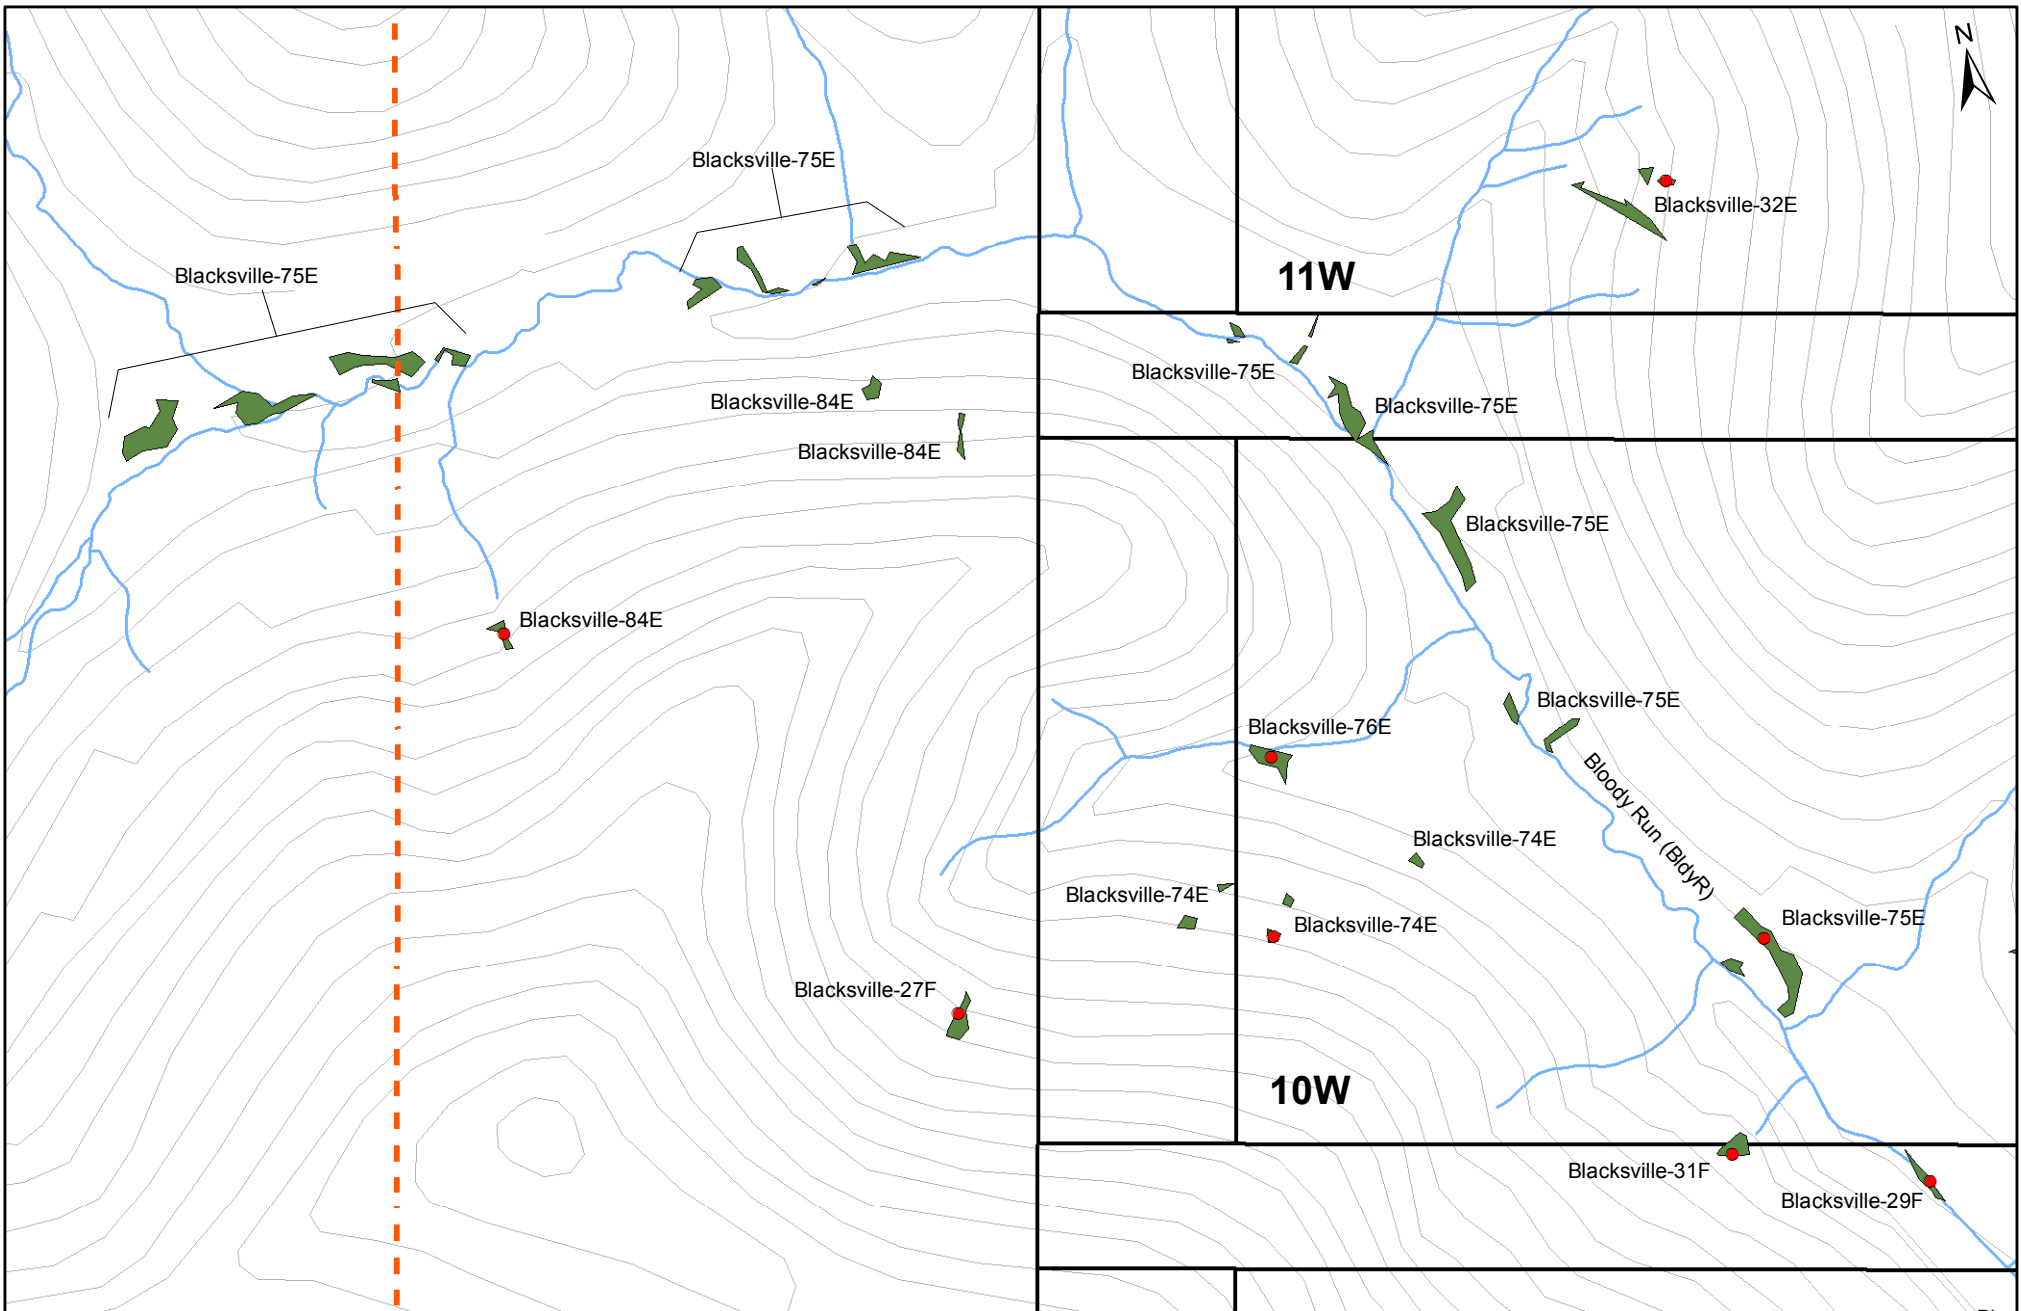 N
Blacksville-75E
Blacksville-32E
Blacksville-75E
11W
Blacksville-75E
Blacksville-84E
Blacksville-75E
Blacksville-84E
Blacksville-75E
Blacksville-84E
Blacksville-75E
Blacksville-76E
Bloody Run (BldyR)
Blacksville-74E
Blacksville-74E
Blacksville-75E
Blacksville-74E
Blacksville-27F
10W
Blacksville-31F
Blacksville-29F